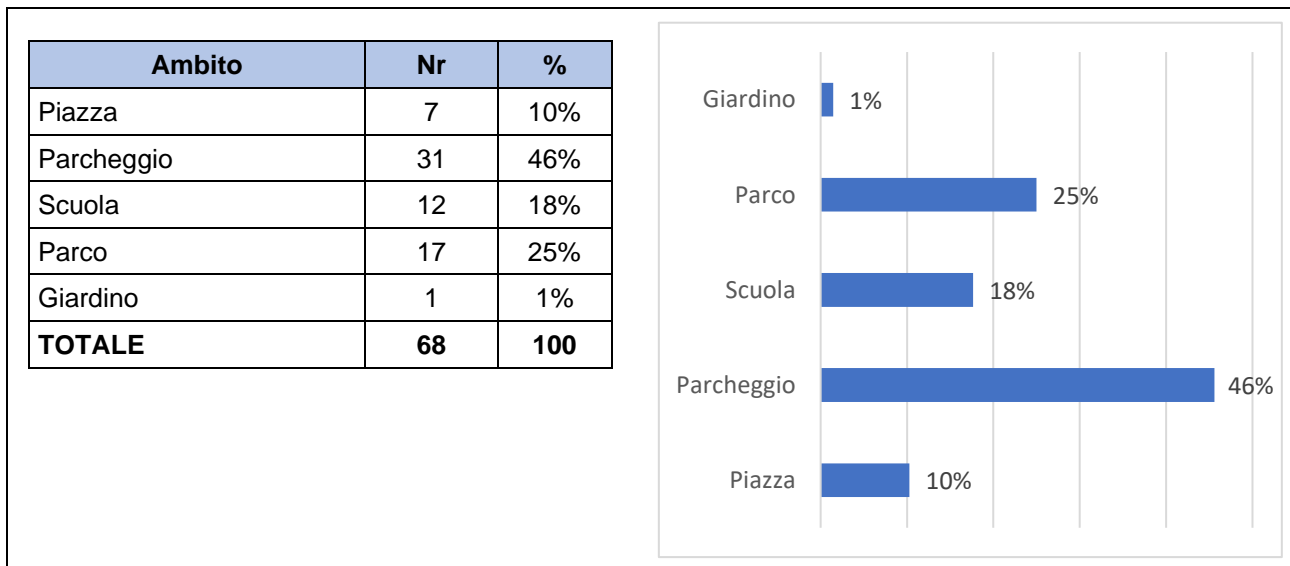 Ambito Nr %
Piazza 7 10%
Parcheggio 31 46%
Scuola 12 18%
Parco 17 25%
Giardino 1 1%
TOTALE 68 100
Giardino 1%
Parco 25%
Scuola 18%
Parcheggio 46%
Piazza 10%